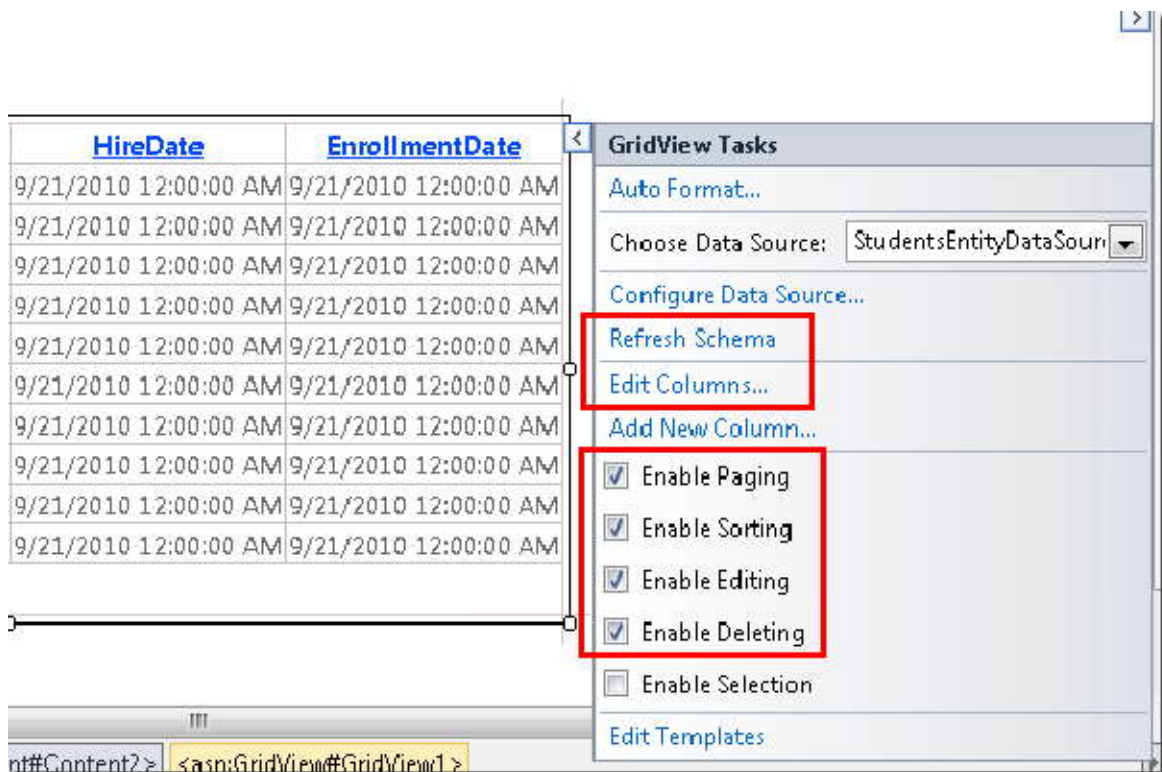 HireDate EnrollmentDate
9/21/2010 12:00:00 AM 9/21/2010 12:00:00 AM
9/21/2010 12:00:00 AM 9/21/2010 12:00:00 AM
9/21/2010 12:00:00 AM 9/21/2010 12:00:00 AM
9/21/2010 12:00:00 AM 9/21/2010 12:00:00 AM
9/21/2010 12:00:00 AM 9/21/2010 12:00:00 AM
9/21/2010 12:00:00 AM 9/21/2010 12:00:00 AM
9/21/2010 12:00:00 AM 9/21/2010 12:00:00 AM
9/21/2010 12:00:00 AM 9/21/2010 12:00:00 AM
9/21/2010 12:00:00 AM 9/21/2010 12:00:00 AM
9/21/2010 12:00:00 AM 9/21/2010 12:00:00 AM
GridView Tasks
Auto Format...
Choose Data Source: StudentsEntityDataSour
Configure Data Source...
Refresh Schema
Edit Columns...
Add New Column...
Enable Paging
Enable Sorting
Enable Editing
Enable Deleting
Enable Selection
Edit Templates
nt#Content2> <asp:GridView#GridView1>